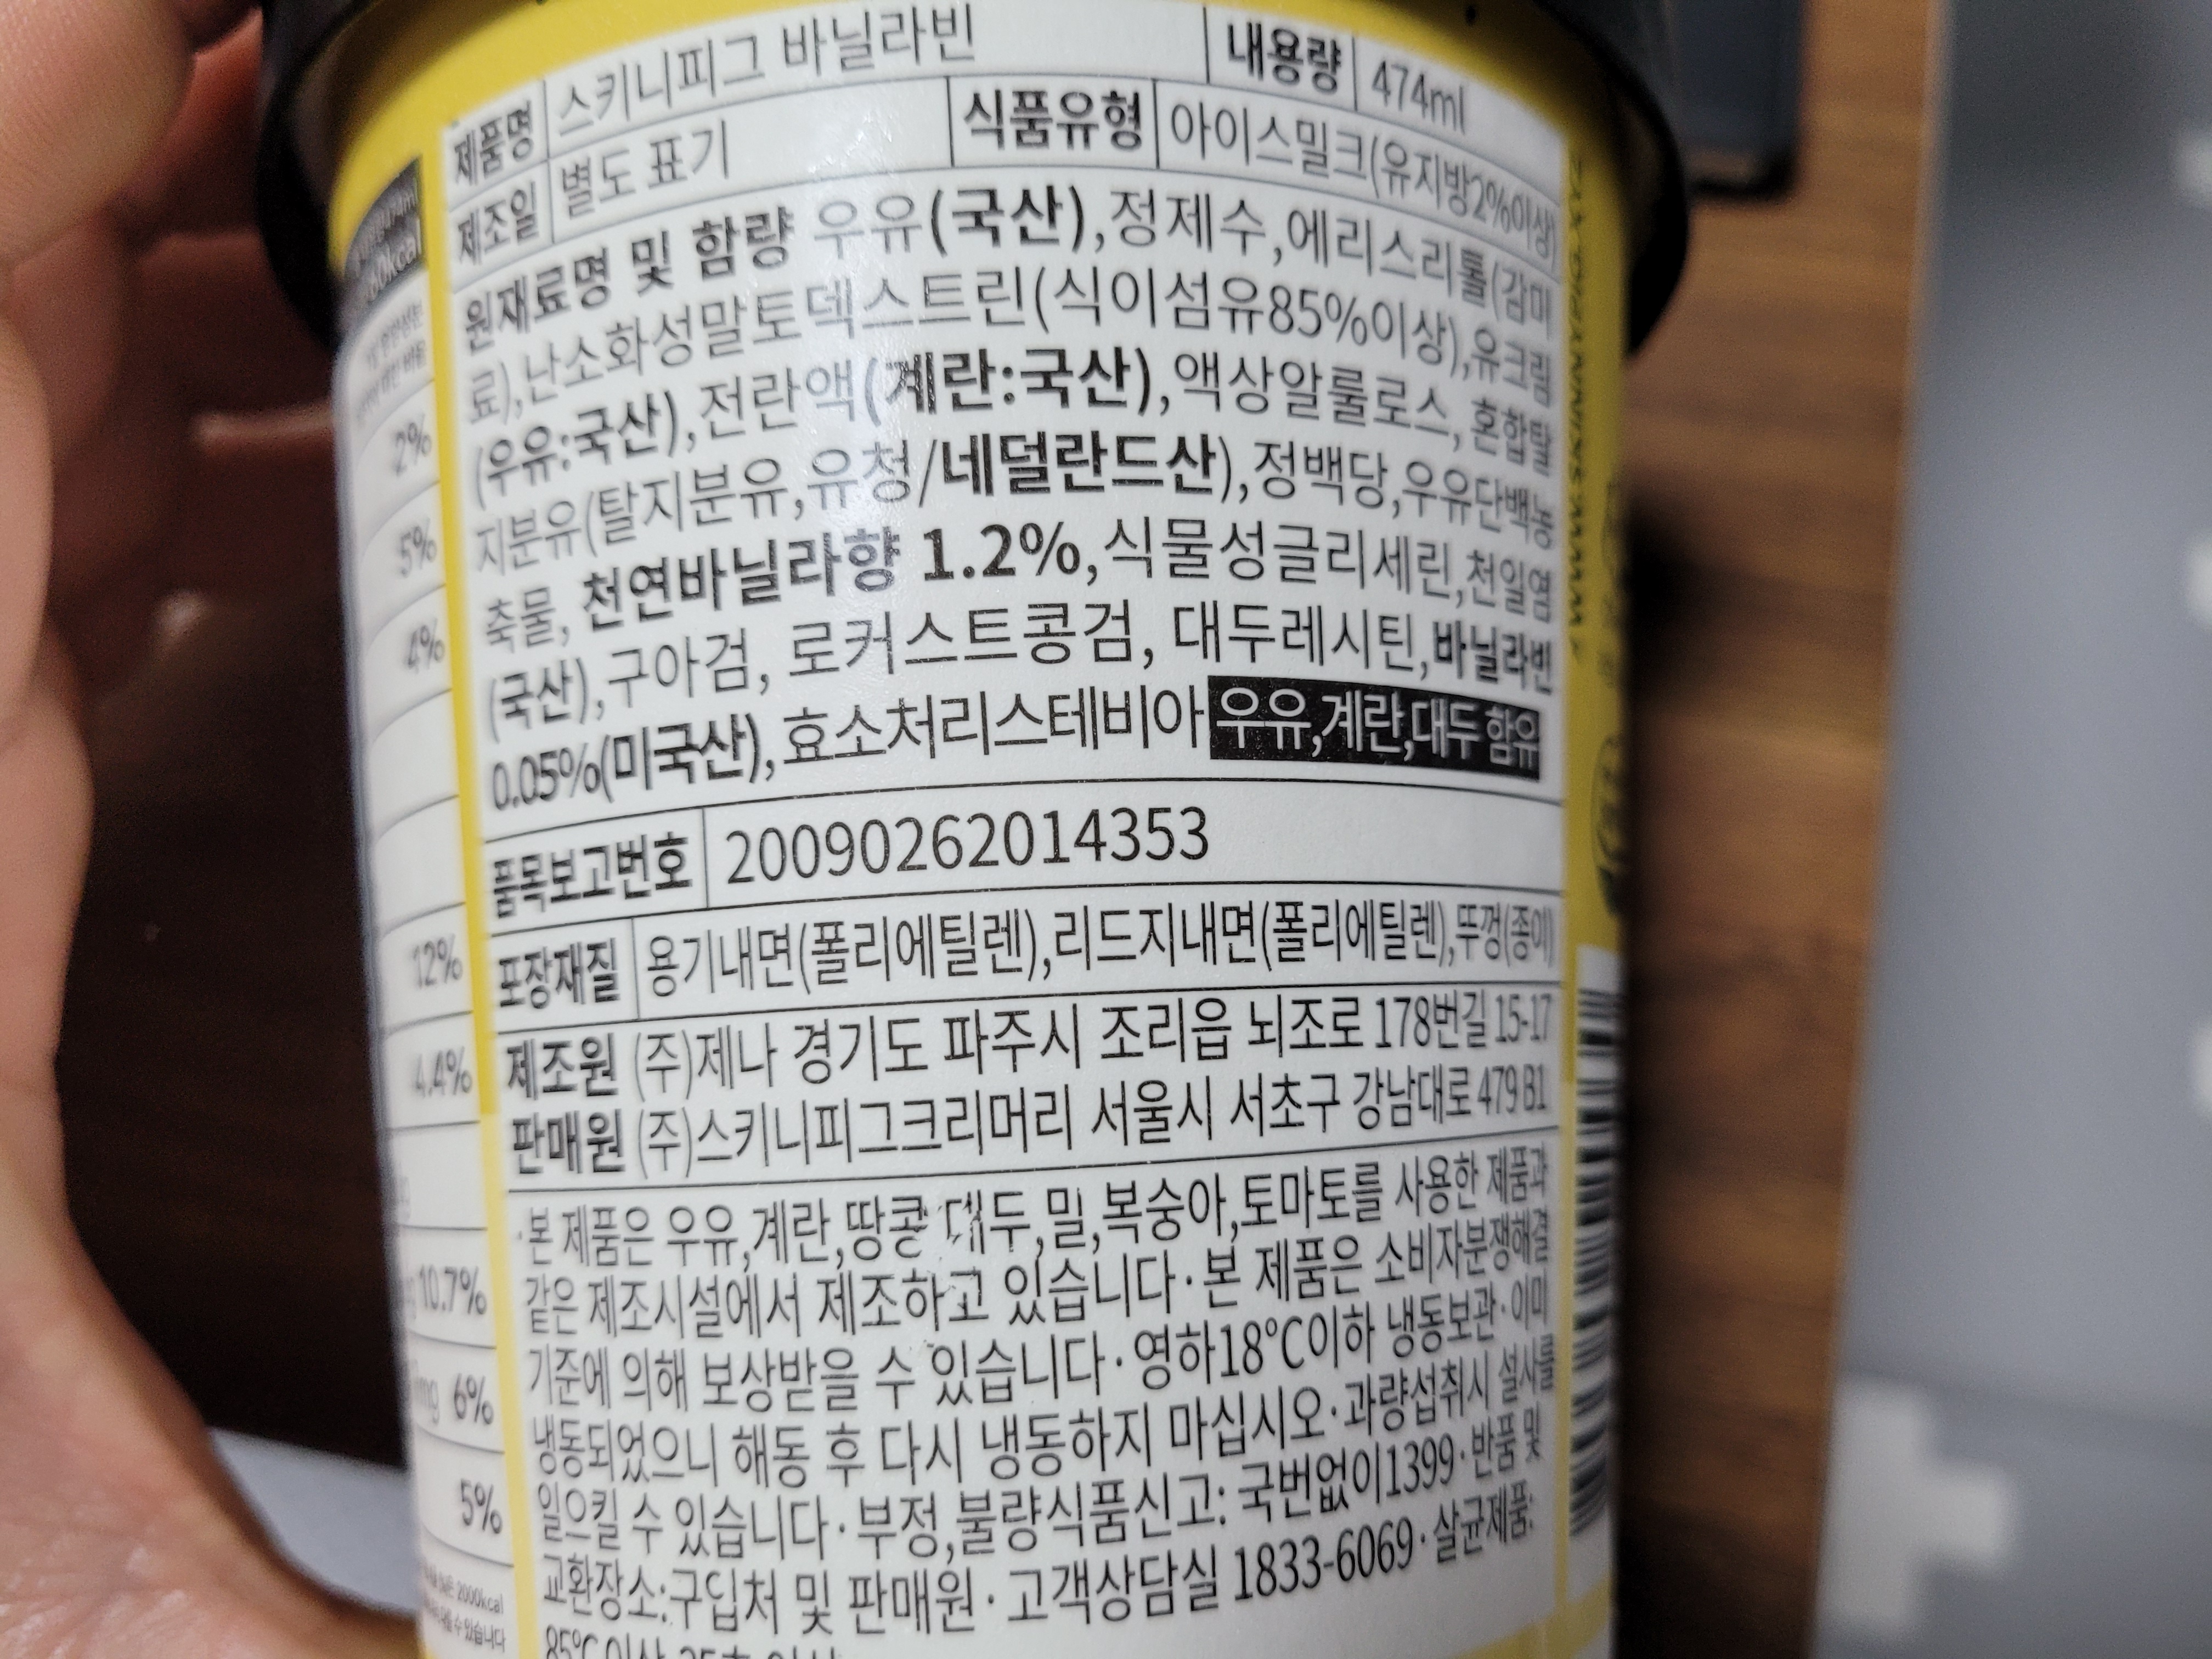 제품명 스키니피그 바닐라빈 내용량 474ml
제조일 별도 표기 식품유형 아이스밀크(유지방2%이상)
원재료명 및 함량 우유(국산),정제수,에리스리톨(감미
료),난소화성말토덱스트린(식이섬유85%이상),유크림
(우유:국산),전란액(계란:국산),액상알룰로스, 혼합탈
지분유(탈지분유,유청/네덜란드산),정백당,우유단백농
축물, 천연바닐라향 1.2%,식물성글리세린,천일염
(국산),구아검, 로커스트콩검, 대두레시틴,바닐라빈
0.05%(미국산),효소처리스테비아 우유,계란,대두 함유
품목보고번호 20090262014353
포장재질 용기내면(폴리에틸렌),리드지내면(폴리에틸렌),뚜껑(종이)
제조원 (주)제나 경기도 파주시 조리읍 뇌조로 178번길 15-17
판매원 (주)스키니피그크리머리 서울시 서초구 강남대로 479 B1
·본 제품은 우유,계란,땅콩,대두,밀,복숭아,토마토를 사용한 제품과
같은 제조시설에서 제조하고 있습니다·본 제품은 소비자분쟁해결
기준에 의해 보상받을 수 있습니다·영하18°C이하 냉동보관·이미
냉동되었으니 해동 후 다시 냉동하지 마십시오·과량섭취시 설사를
일으킬 수 있습니다·부정,불량식품신고: 국번없이1399·반품 및
교환장소:구입처 및 판매원·고객상담실 1833-6069·살균제품:
85°C이상
kcal
2%
5%
4%
12%
4.4%
10.7%
mg 6%
5%
2000kcal
수 있습니다